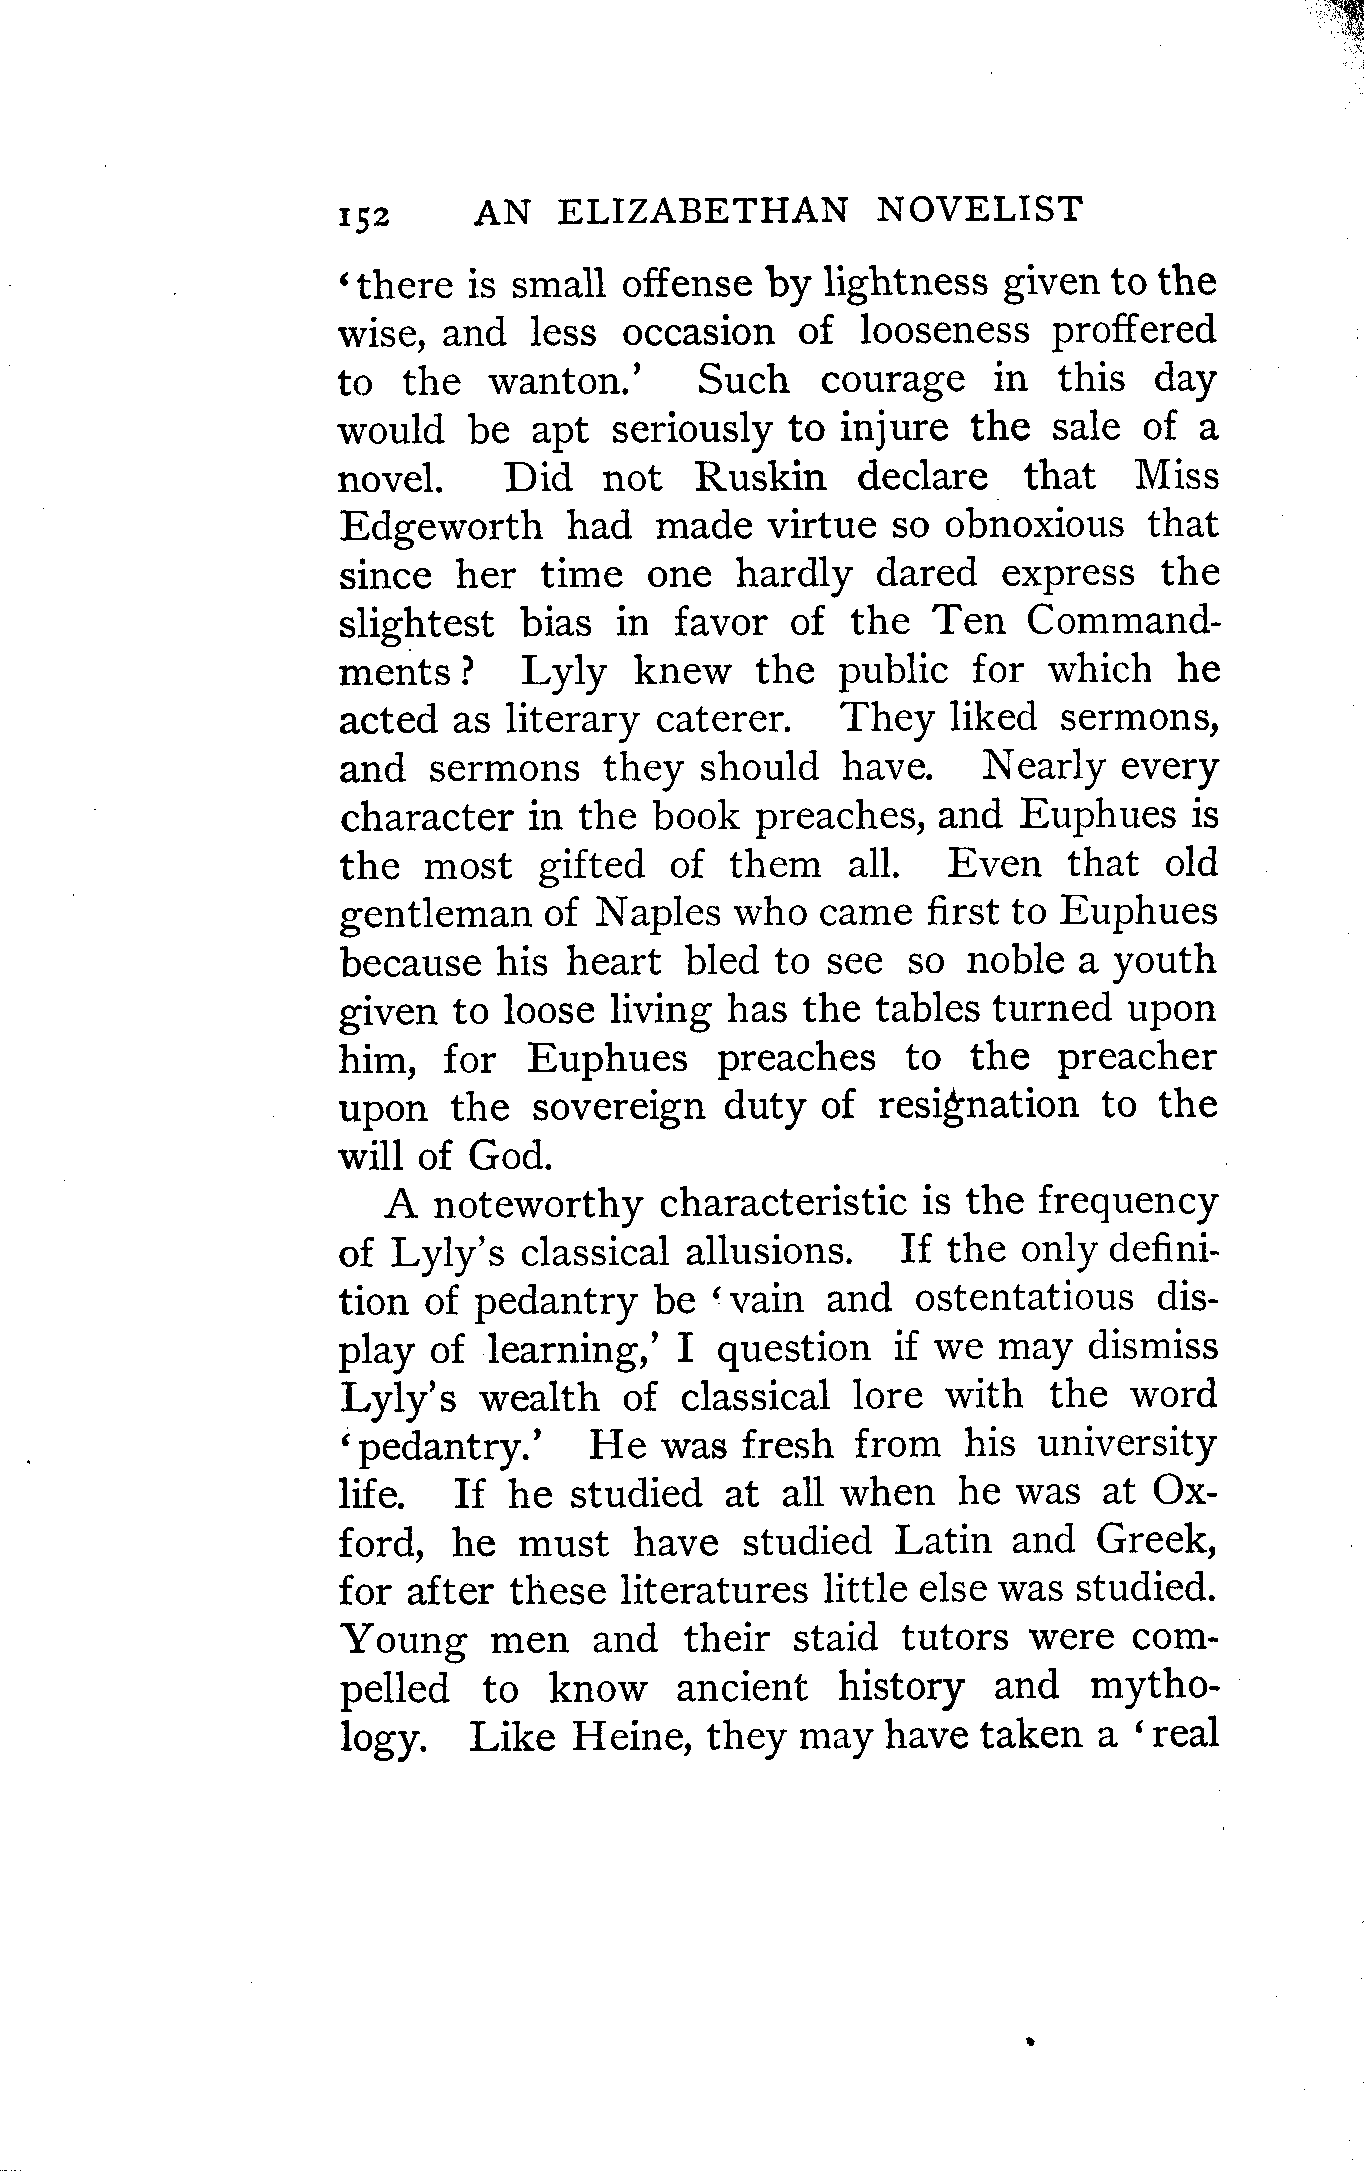 152 AN ELIZABETHAN NOVELIST
‘there is small offense by lightness given to the
wise, and less occasion of looseness proffered
to the wanton.’ Such courage in this day
would be apt seriously to injure the sale of a
novel. Did not Ruskin declare that Miss
Edgeworth had made virtue so obnoxious that
since her time one hardly dared express the
slightest bias in favor of the Ten Command-
ments? Lyly knew the public for which he
acted as literary caterer. They liked sermons,
and sermons they should have. Nearly every
character in the book preaches, and Euphues is
the most gifted of them all. Even that old
gentleman of Naples who came first to Euphues
because his heart bled to see so noble a youth
given to loose living has the tables turned upon
him, for Euphues preaches to the preacher
upon the sovereign duty of resignation to the
will of God.
A noteworthy characteristic is the frequency
of Lyly’s classical allusions. If the only defini-
tion of pedantry be ‘vain and ostentatious dis-
play of learning,’ I question if we may dismiss
Lyly’s wealth of classical lore with the word
‘pedantry.’ He was fresh from his university
life. If he studied at all when he was at Ox-
ford, he must have studied Latin and Greek,
for after these literatures little else was studied.
Young men and their staid tutors were com-
pelled to know ancient history and mytho-
logy. Like Heine, they may have taken a ‘real